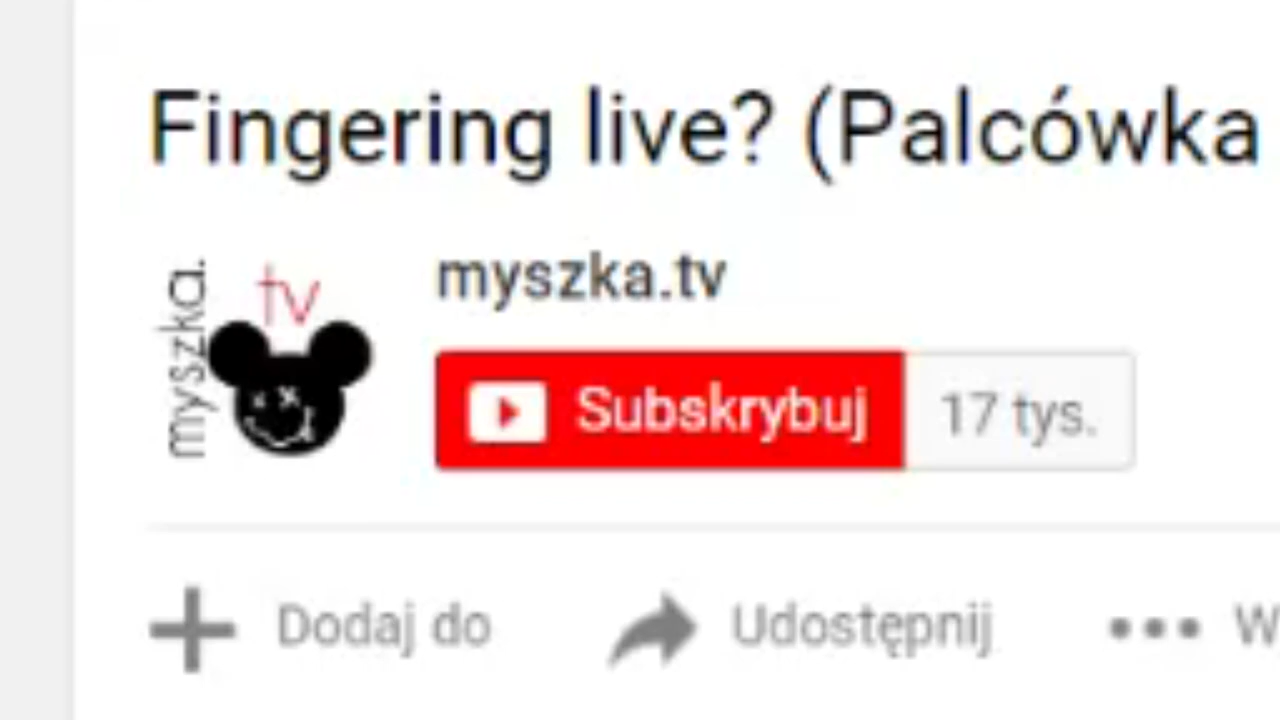 Fingering live? (Palcówka
myszka.
tv
myszka.tv
Subskrybuj
17 tys.
Dodaj do
Udostępnij
W